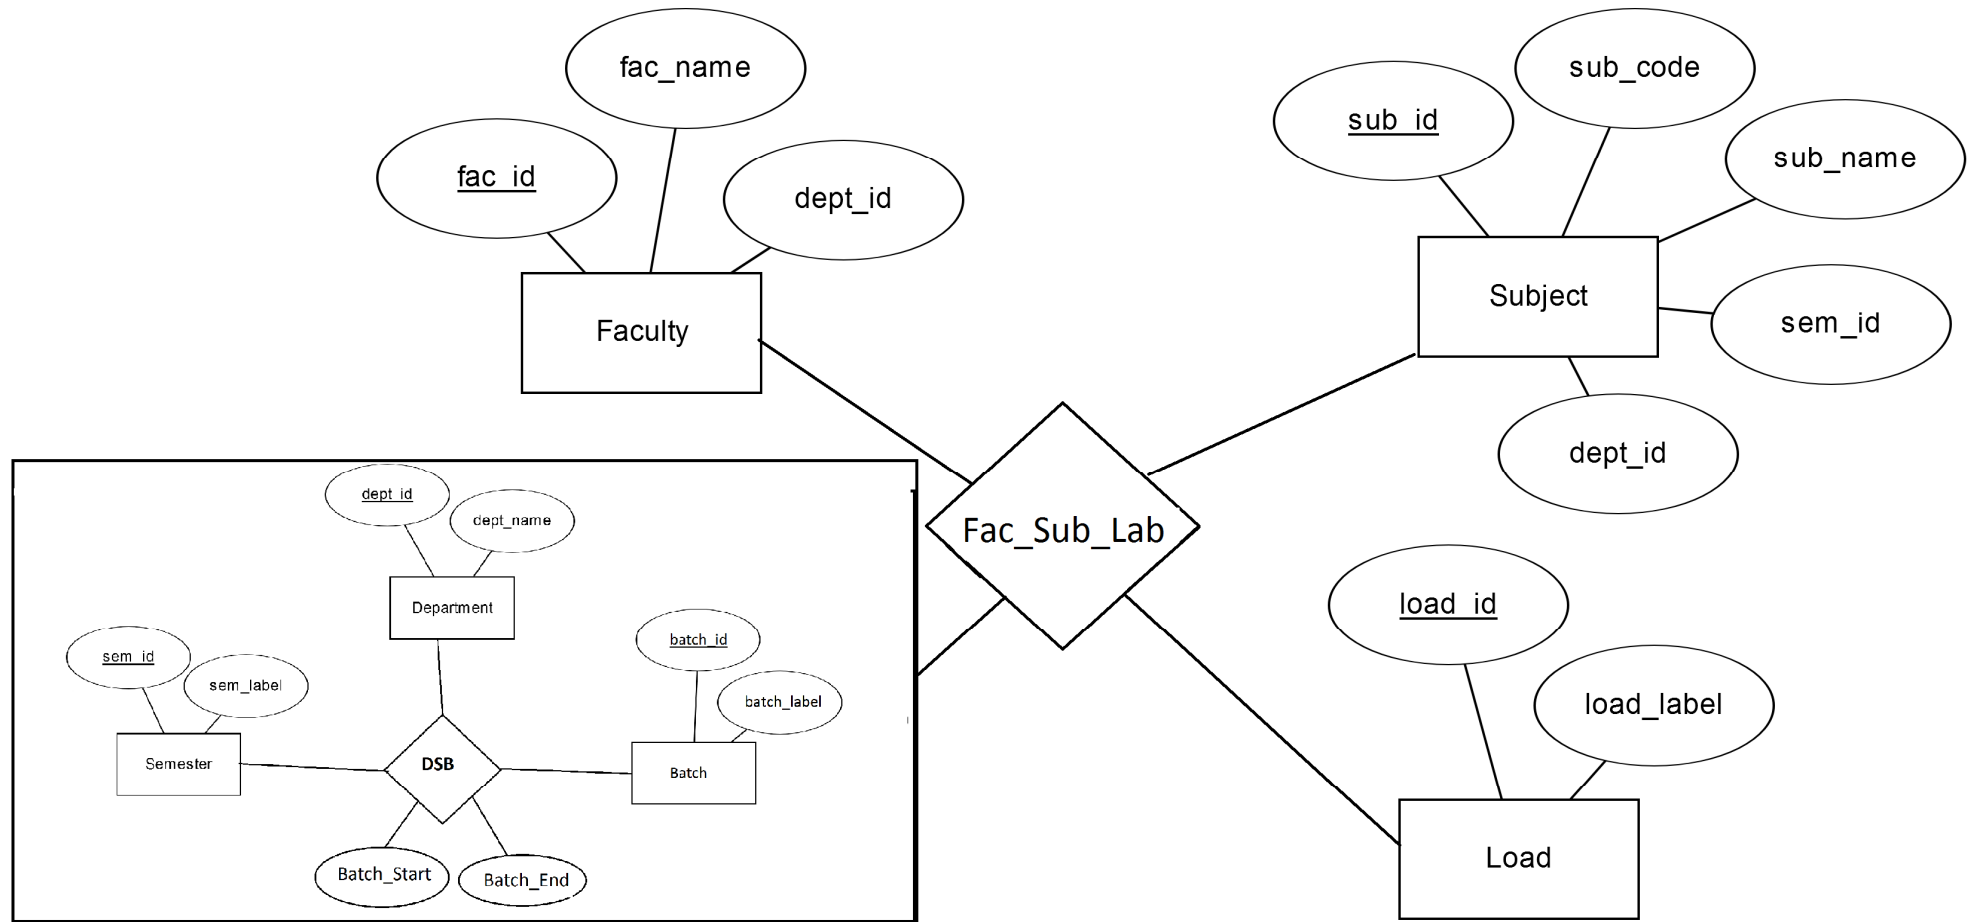 fac_name
sub_code
sub_id
sub_name
fac_id
dept_id
Subject
sem_id
Faculty
dept_id
Fac_Sub_Lab
dept_id
dept_name
Department
load_id
batch_id
sem_id
sem_label
batch_label
load_label
Semester
DSB
Batch
Load
Batch_Start
Batch_End